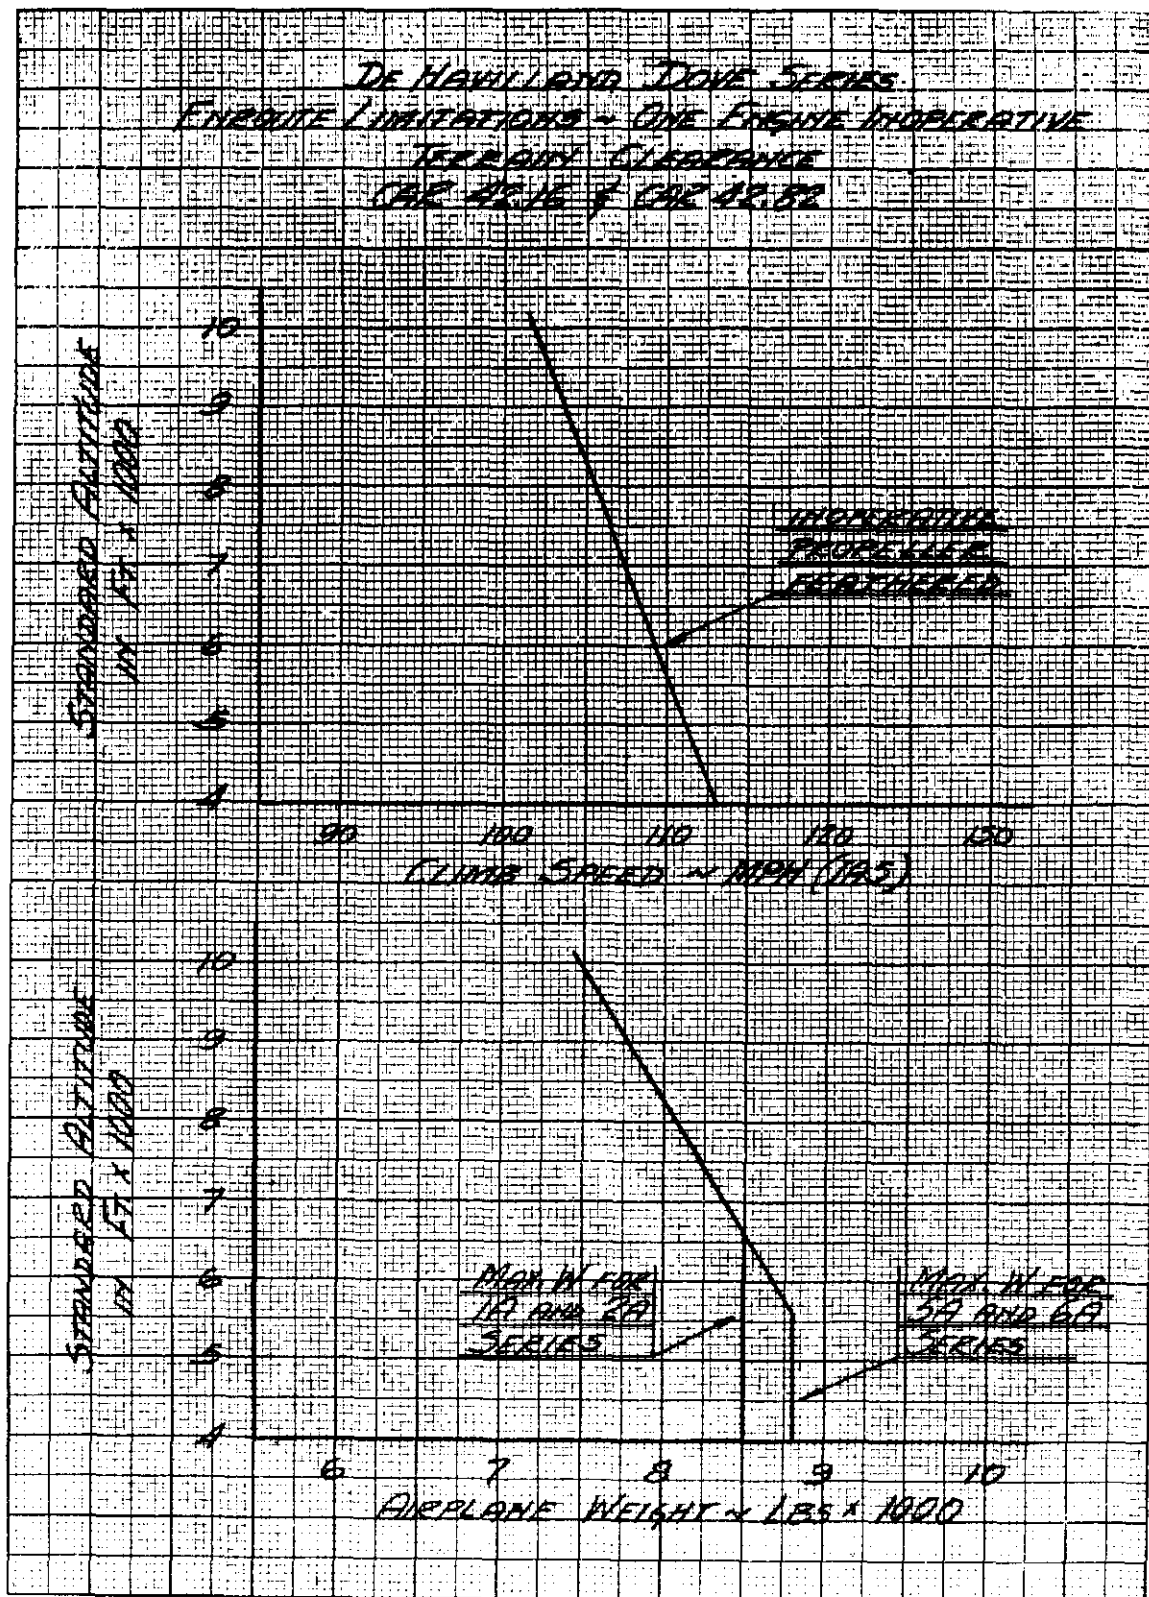 DE HAVILLAND DOVE SERIES
ENROUTE LIMITATIONS ~ ONE ENGINE INOPERATIVE
TERRAIN CLEARANCE
CAR 42.16 & CAR 42.82
STANDARD ALTITUDE
IN FT. x 1000
10
9
8
7
6
5
4
INOPERATIVE
PROPELLER
FEATHERED
90
100
110
120
130
CLIMB SPEED ~ MPH (IAS)
STANDARD ALTITUDE
IN FT. x 1000
10
9
8
7
6
5
4
MAX. W FOR
1A AND 2A
SERIES
MAX. W FOR
5A AND 6A
SERIES
6
7
8
9
10
AIRPLANE WEIGHT ~ LBS x 1000